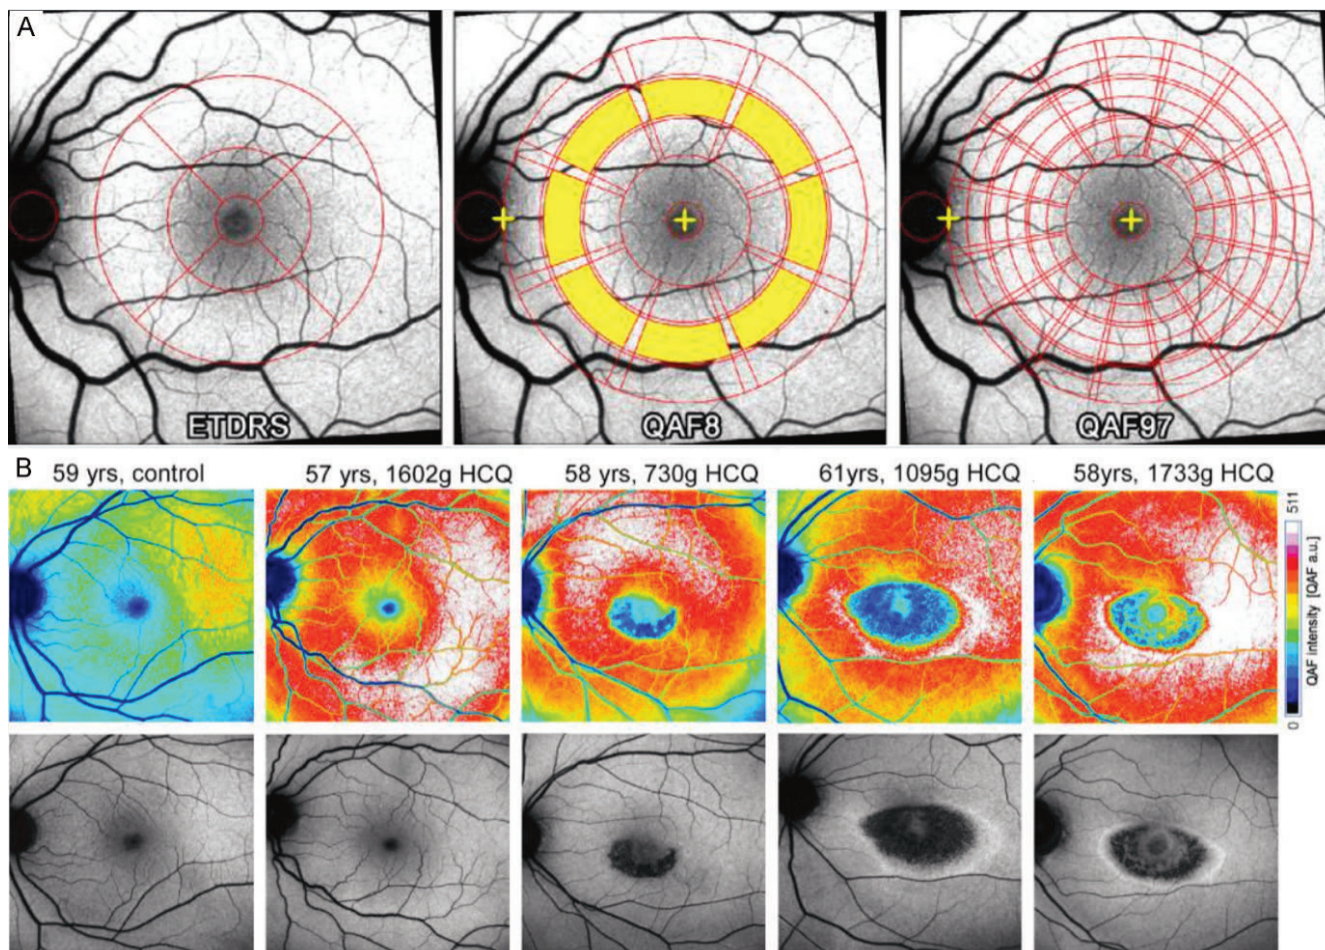 A
ETDRS
QAF8
QAF97
B
59 yrs, control
57 yrs, 1602g HCQ
58 yrs, 730g HCQ
61yrs, 1095g HCQ
58yrs, 1733g HCQ
511
QAF intensity [QAF a.u.]
0